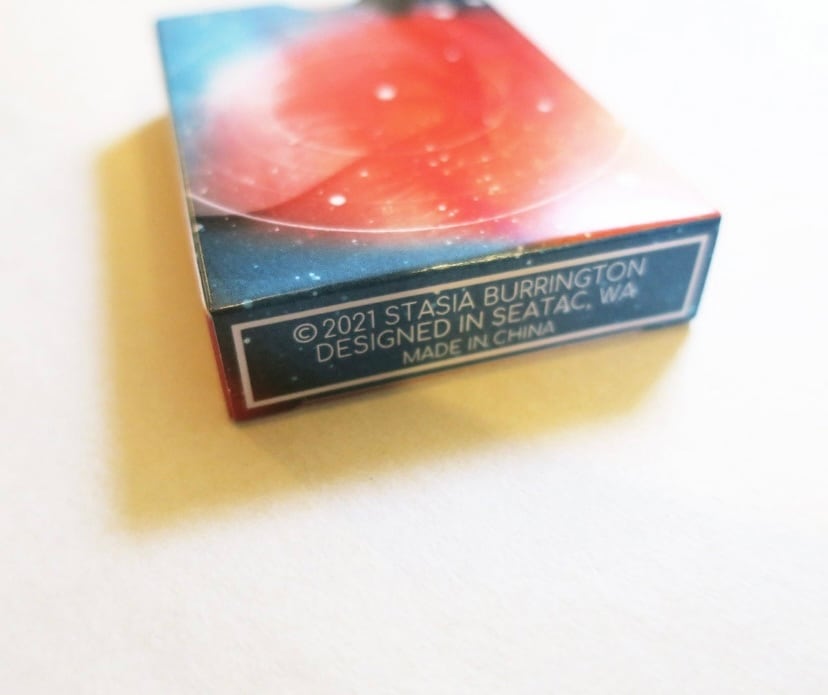 © 2021 STASIA BURRINGTON
DESIGNED IN SEATAC, WA
MADE IN CHINA